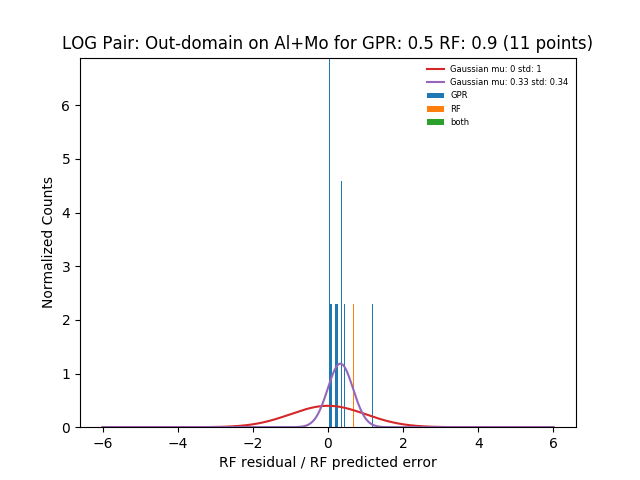 LOG Pair: Out-domain on Al+Mo for GPR: 0.5 RF: 0.9 (11 points)
Gaussian mu: 0 std: 1
Gaussian mu: 0.33 std: 0.34
GPR
RF
both
Normalized Counts
6
5
4
3
2
1
0
−6 −4 −2 0 2 4 6
RF residual / RF predicted error